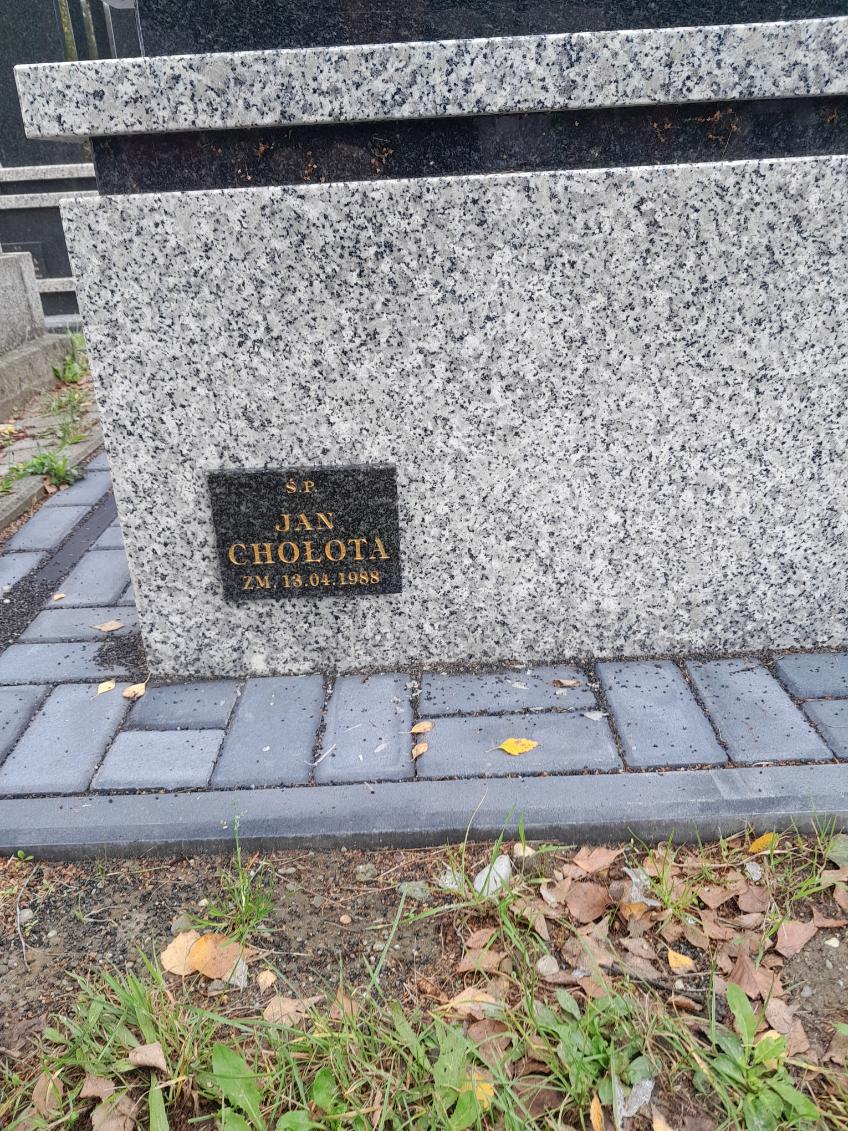 Ś.P.
JAN
CHOŁOTA
ZM. 13.04.1988